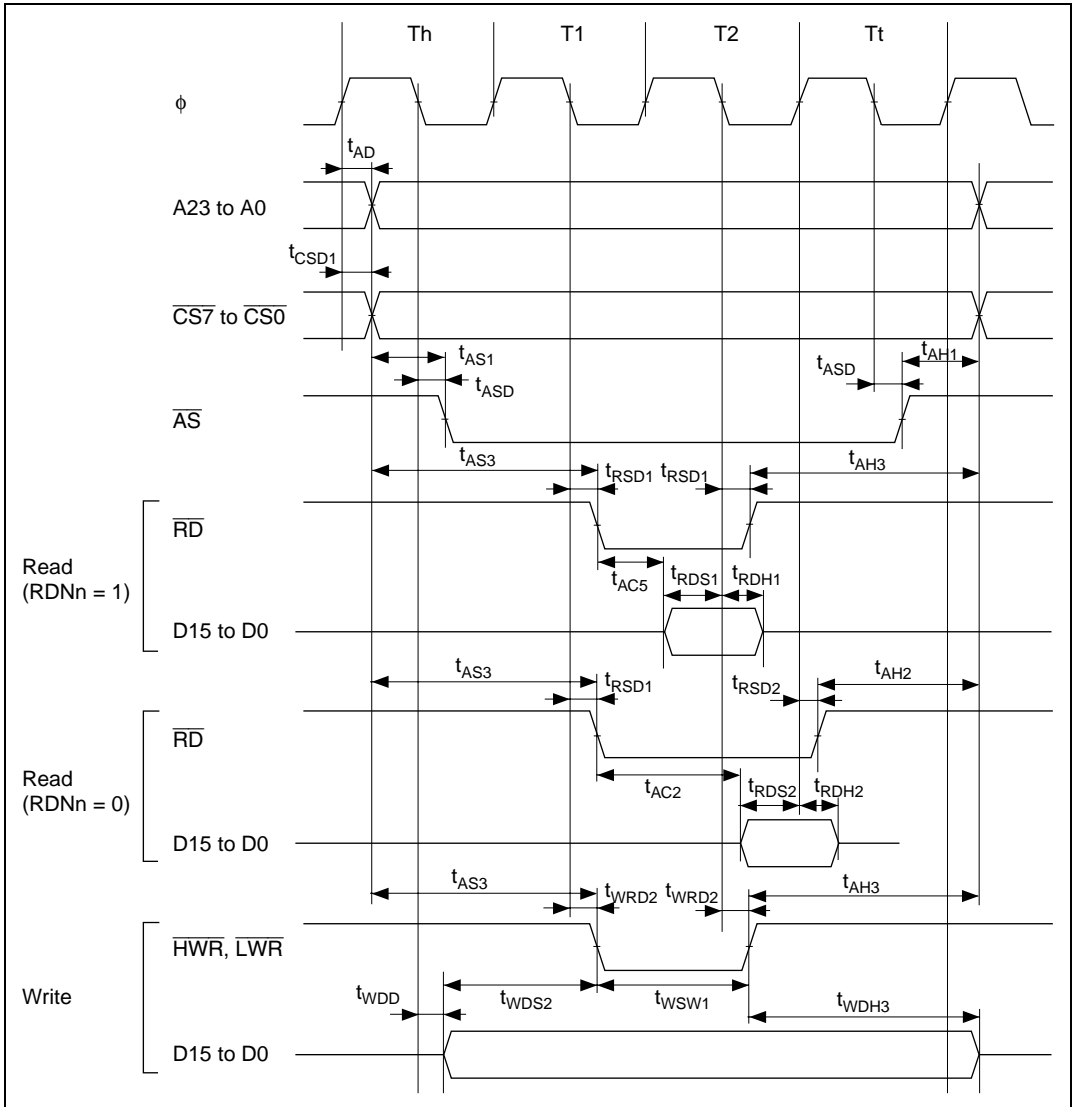 Th T1 T2 Tt
ϕ
tAD
A23 to A0
tCSD1
CS7 to CS0
tAS1 tASD tASD tAH1
AS
tAS3 tRSD1 tRSD1 tAH3
RD
Read
(RDNn = 1)
tAC5 tRDS1 tRDH1
D15 to D0
tAS3 tRSD1 tRSD2 tAH2
RD
Read
(RDNn = 0)
tAC2 tRDS2 tRDH2
D15 to D0
tAS3 tWRD2 tWRD2 tAH3
HWR, LWR
Write
tWDD tWDS2 tWSW1 tWDH3
D15 to D0